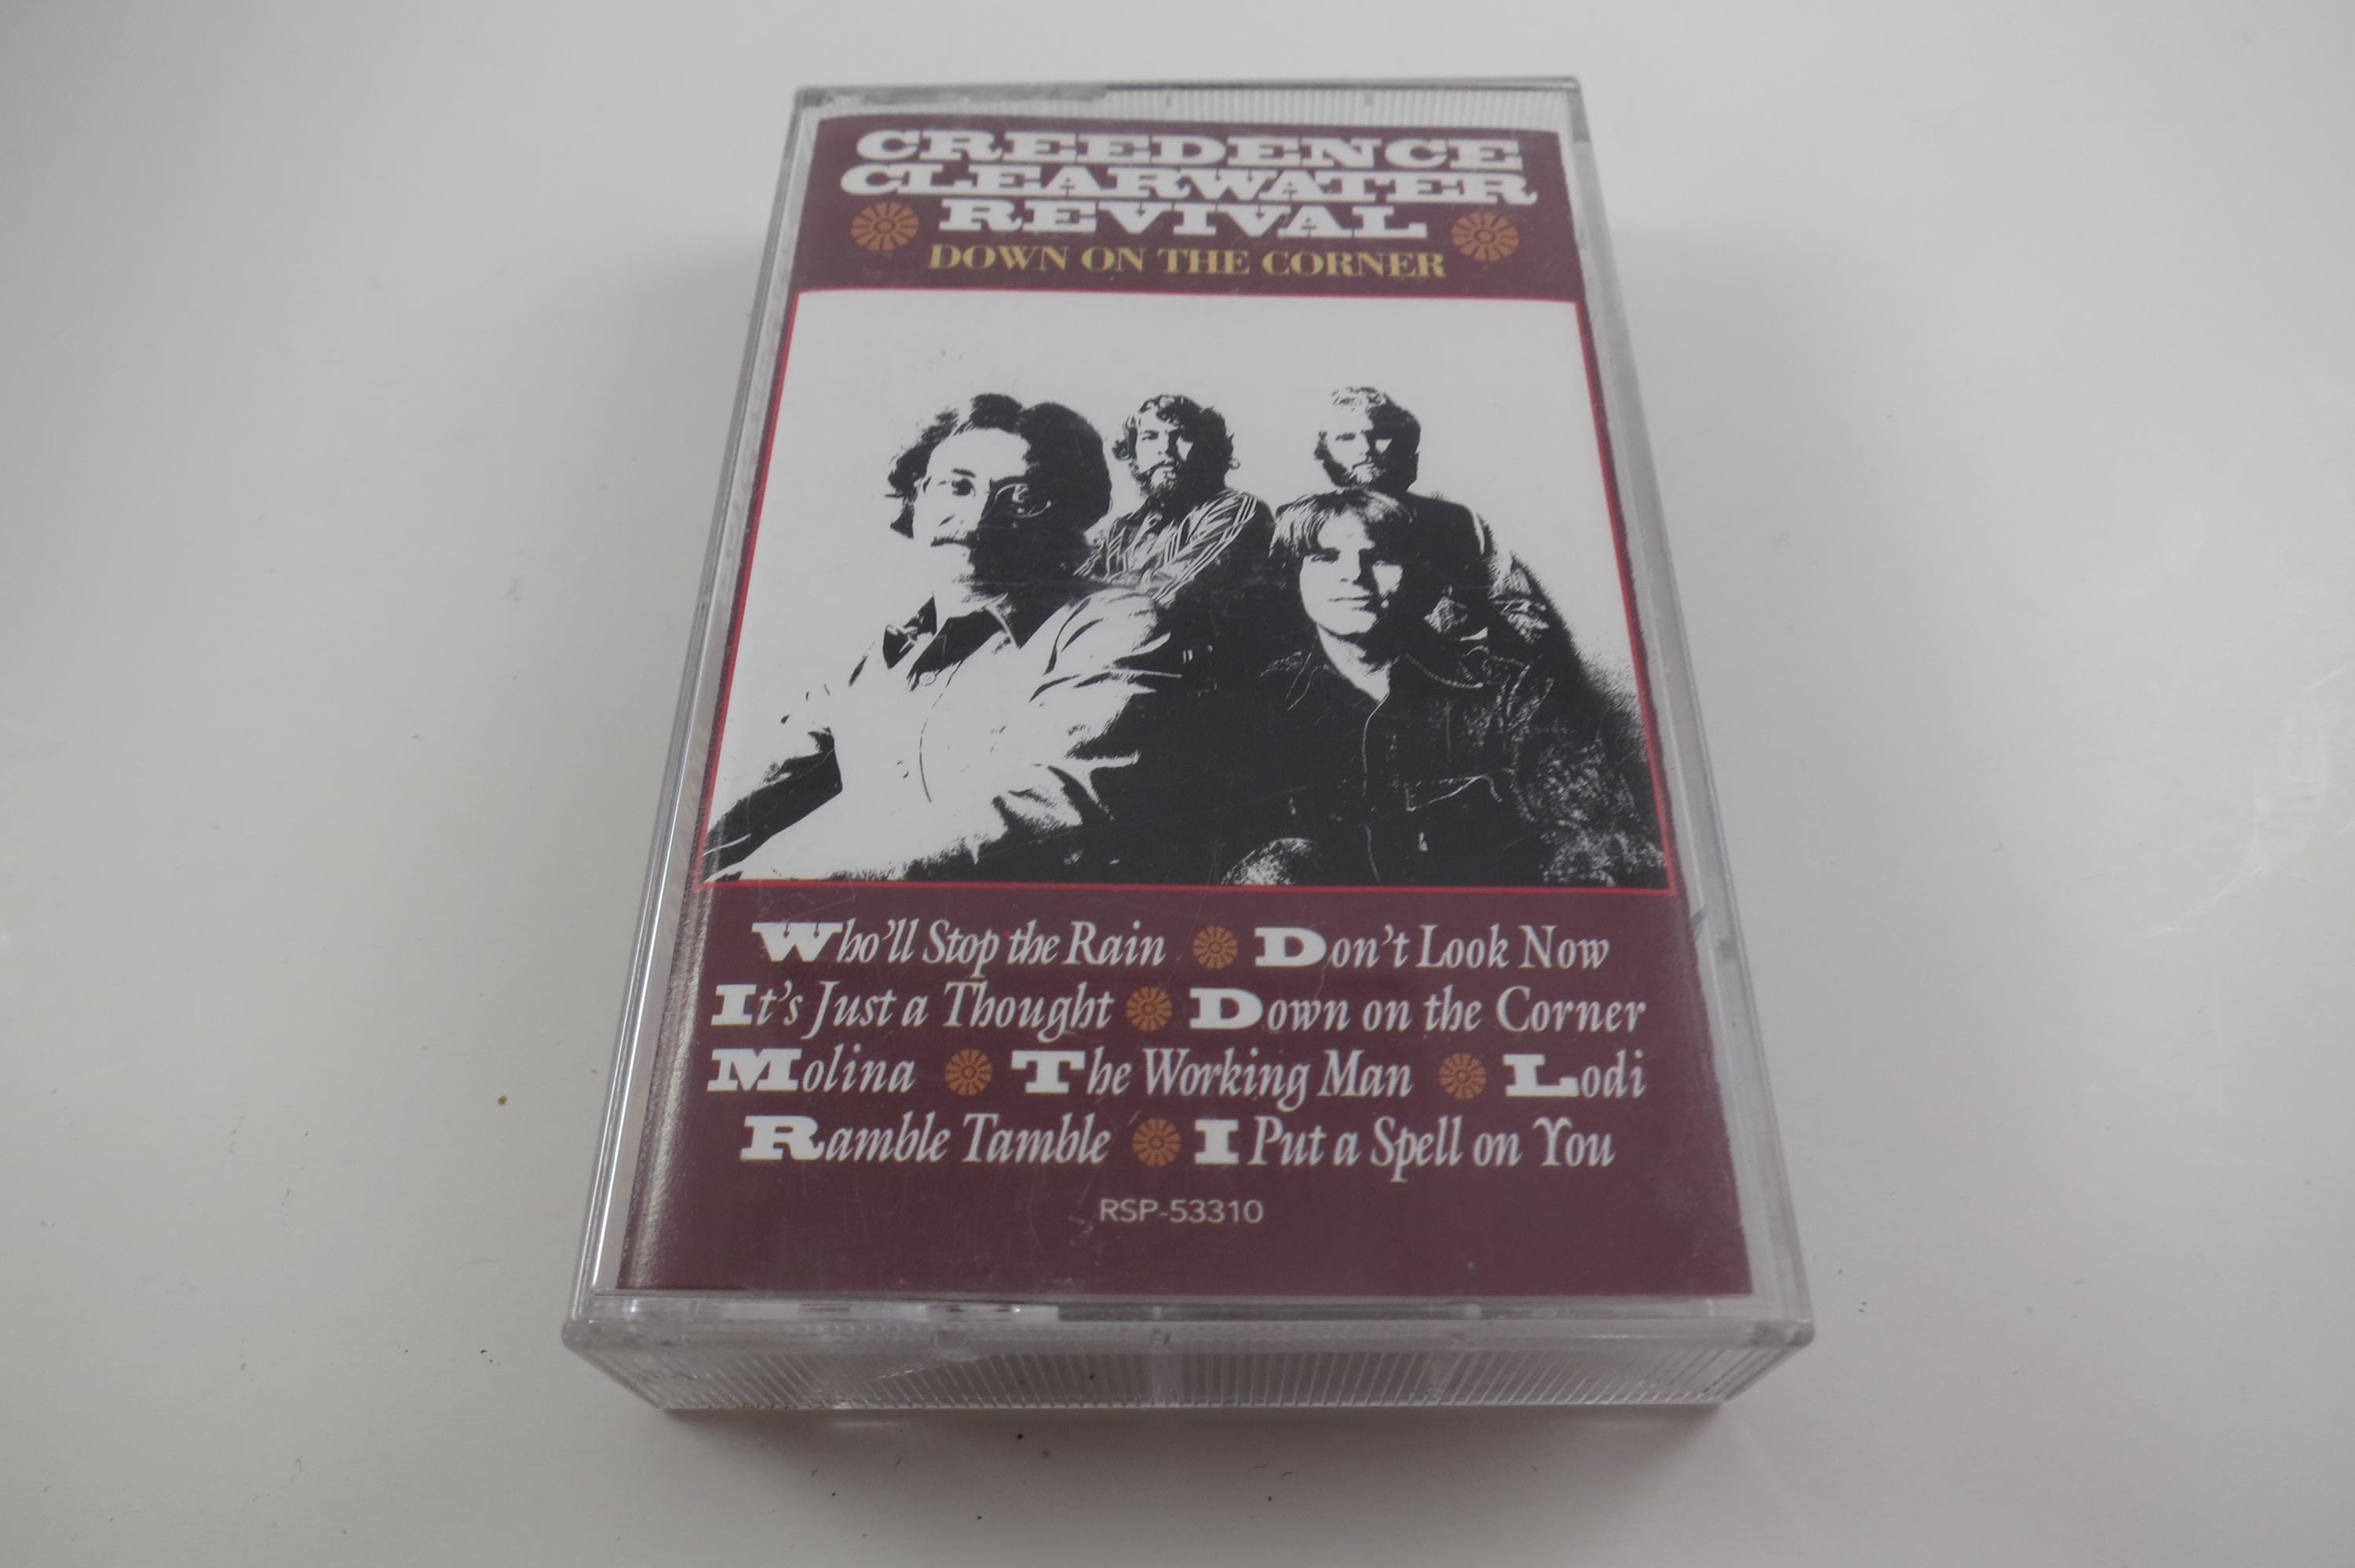 CREEDENCE
CLEARWATER
REVIVAL
DOWN ON THE CORNER
Who'll Stop the Rain Don't Look Now
It's Just a Thought Down on the Corner
Molina The Working Man Lodi
Ramble Tamble I Put a Spell on You
RSP-53310